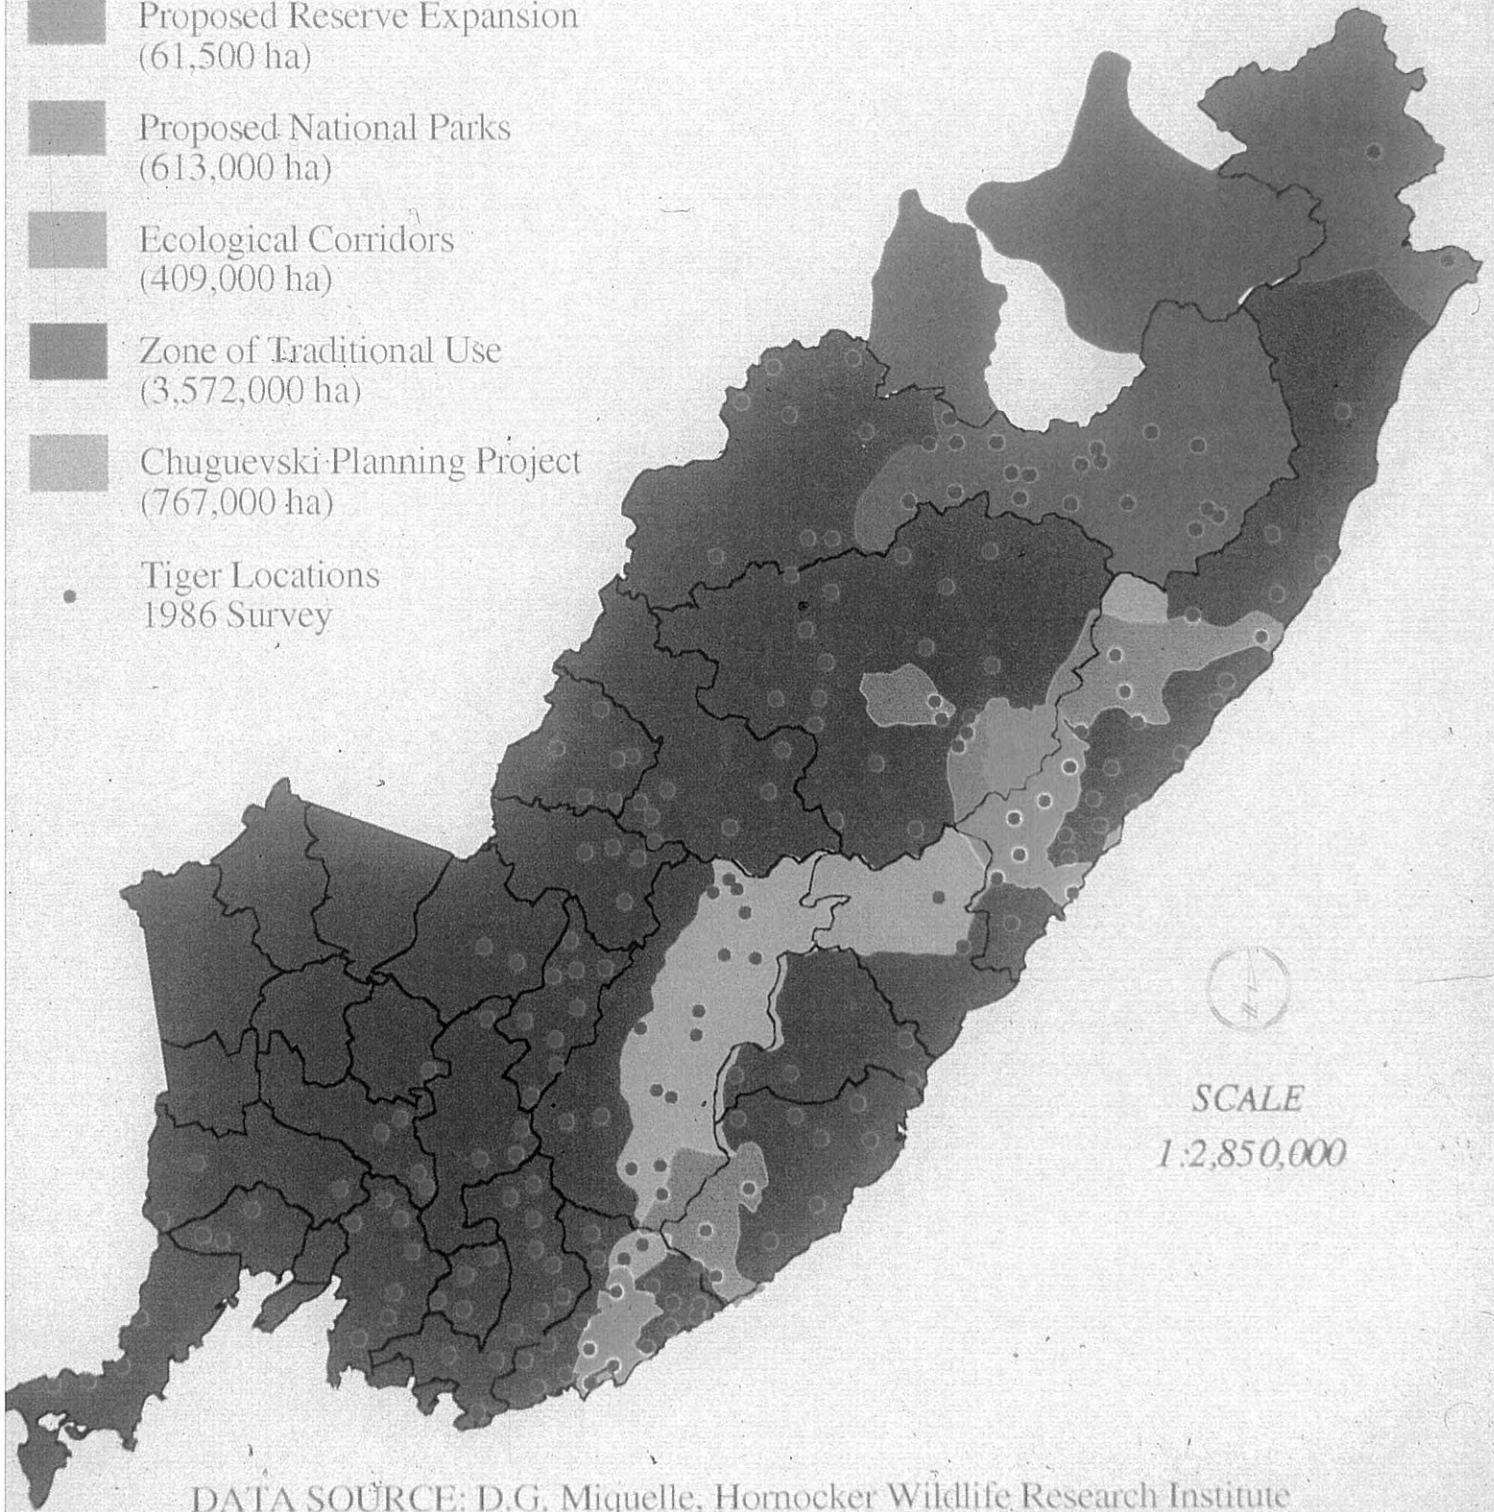 Proposed Reserve Expansion
(61,500 ha)
Proposed National Parks
(613,000 ha)
Ecological Corridors
(409,000 ha)
Zone of Traditional Use
(3,572,000 ha)
Chuguevski Planning Project
(767,000 ha)
Tiger Locations
1986 Survey
N
SCALE
1:2,850,000
DATA SOURCE: D.G. Miquelle, Hornocker Wildlife Research Institute